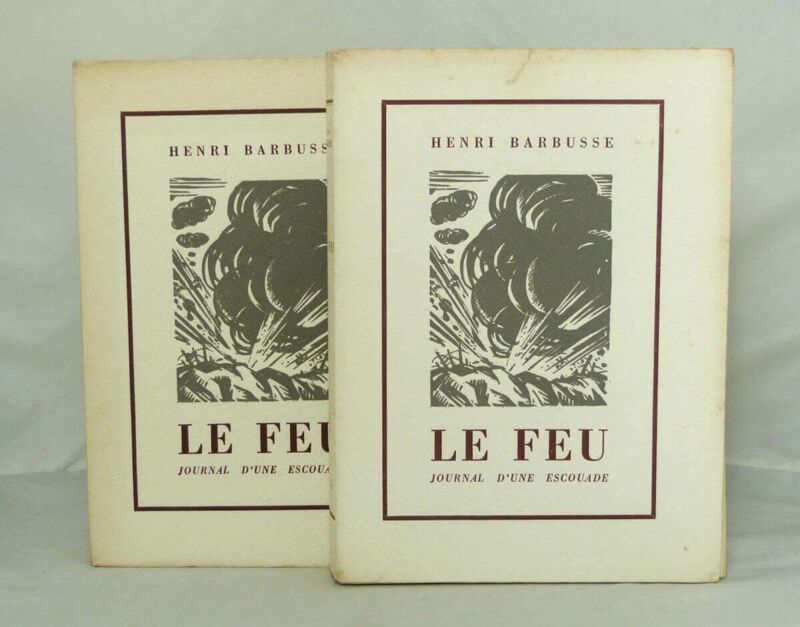 HENRI BARBUSSE
LE FEU
JOURNAL D'UNE ESCOUADE
HENRI BARBUSSE
LE FEU
JOURNAL D'UNE ESCOUADE